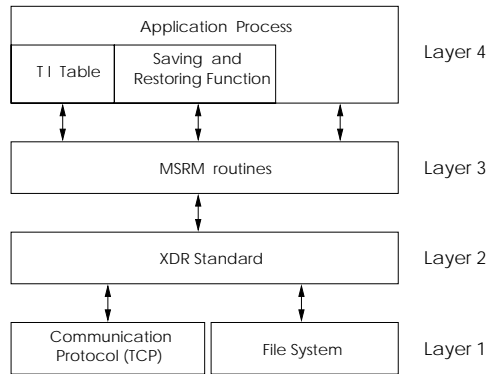 Application Process
TI Table
Saving and
Restoring Function
Layer 4
MSRM routines
Layer 3
XDR Standard
Layer 2
Communication
Protocol (TCP)
File System
Layer 1